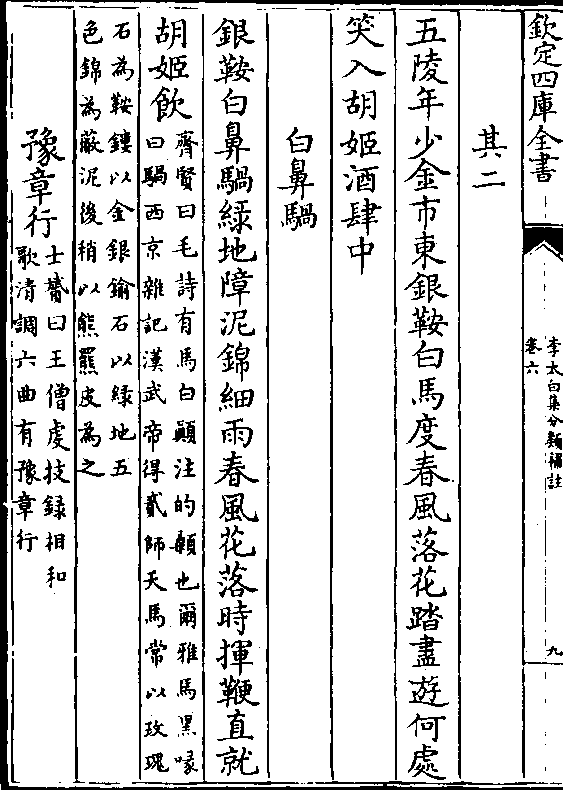 欽定四庫全書
李太白集分類補註
卷六
九
其二
五陵年少金市東銀鞍白馬度春風落花踏盡遊何處
笑入胡姬酒肆中
白鼻騧
銀鞍白鼻騧綠地障泥錦細雨春風花落時揮鞭直就
胡姬飲
齊賢曰毛詩有馬白顚注的顙也爾雅馬黑喙
曰騧西京雜記漢武帝得貳師天馬常以玫瑰
石為鞍鏤以金銀鍮石以綠地五
色錦為蔽泥後稍以熊羆皮為之
豫章行
士贇曰王僧虔技録相和
歌清調六曲有豫章行